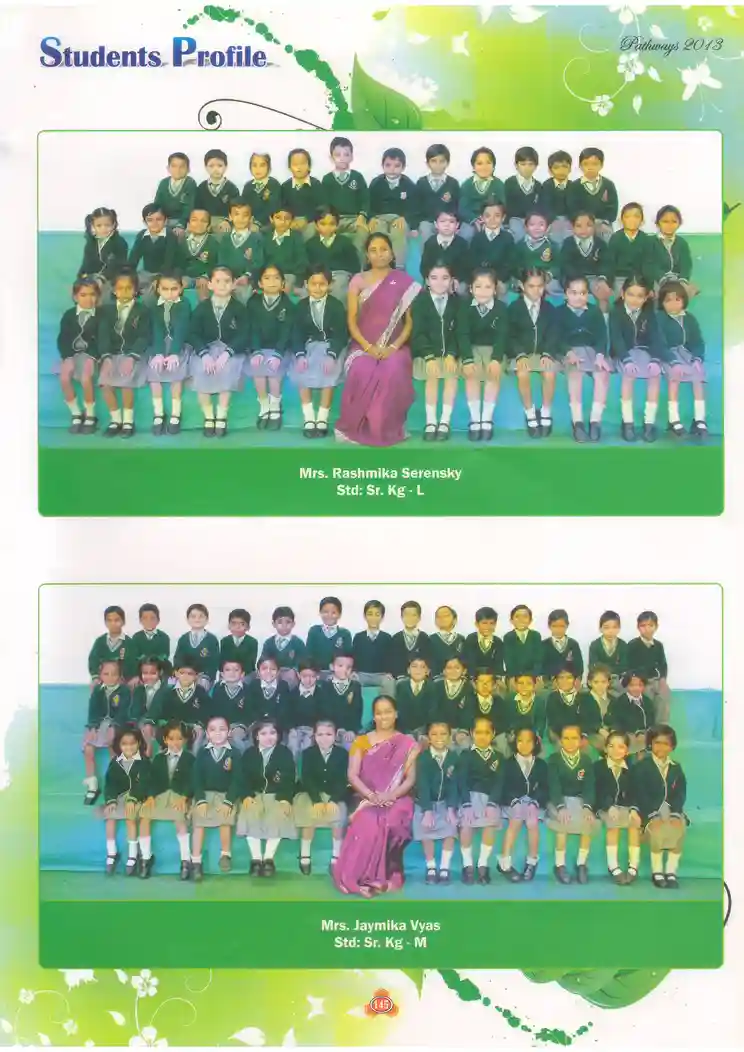 Students Profile
Pathways 2013
Mrs. Rashmika Serensky
Std: Sr. Kg - L
Mrs. Jaymika Vyas
Std: Sr. Kg - M
145